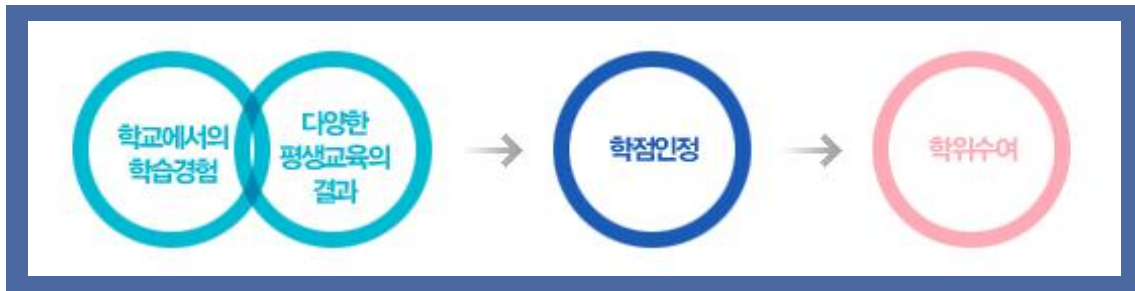 학교에서의
학습경험
다양한
평생교육의
결과
학점인정
학위수여